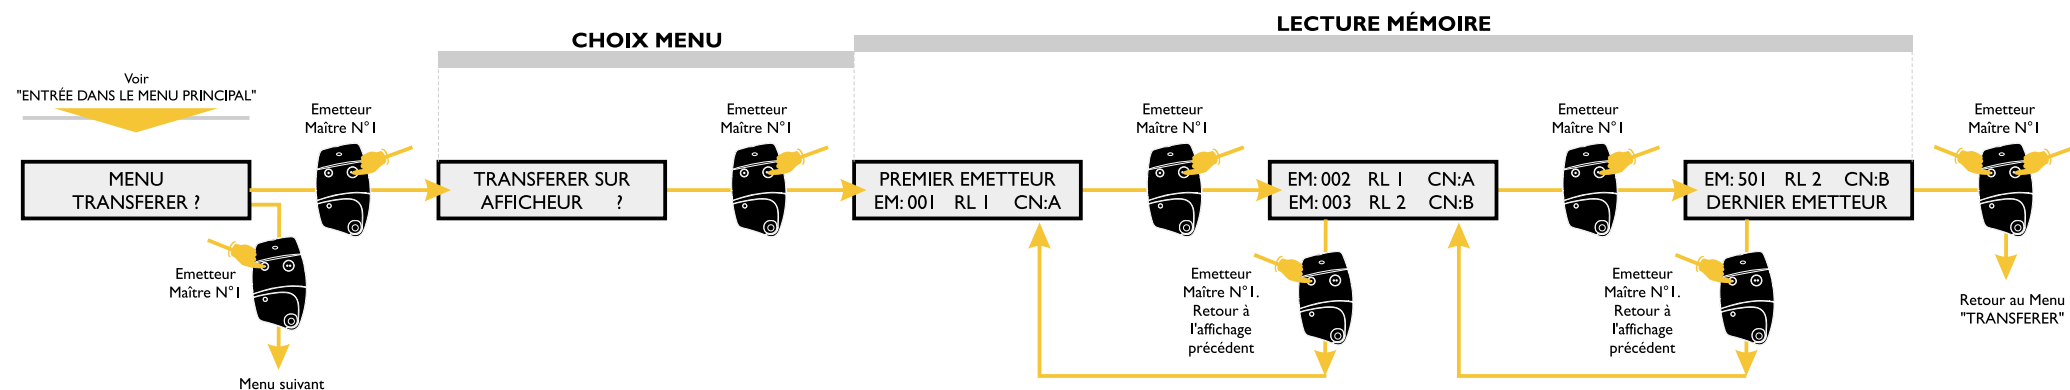 LECTURE MÉMOIRE
CHOIX MENU
Voir
"ENTRÉE DANS LE MENU PRINCIPAL"
Emetteur
Maître N°1
MENU
TRANSFERER ?
Emetteur
Maître N°1
Menu suivant
TRANSFERER SUR
AFFICHEUR ?
Emetteur
Maître N°1
PREMIER EMETTEUR
EM: 001 RL 1 CN:A
Emetteur
Maître N°1
EM: 002 RL 1 CN:A
EM: 003 RL 2 CN:B
Emetteur
Maître N°1.
Retour à
l'affichage
précédent
Emetteur
Maître N°1
EM: 501 RL 2 CN:B
DERNIER EMETTEUR
Emetteur
Maître N°1.
Retour à
l'affichage
précédent
Emetteur
Maître N°1
Retour au Menu
"TRANSFERER"